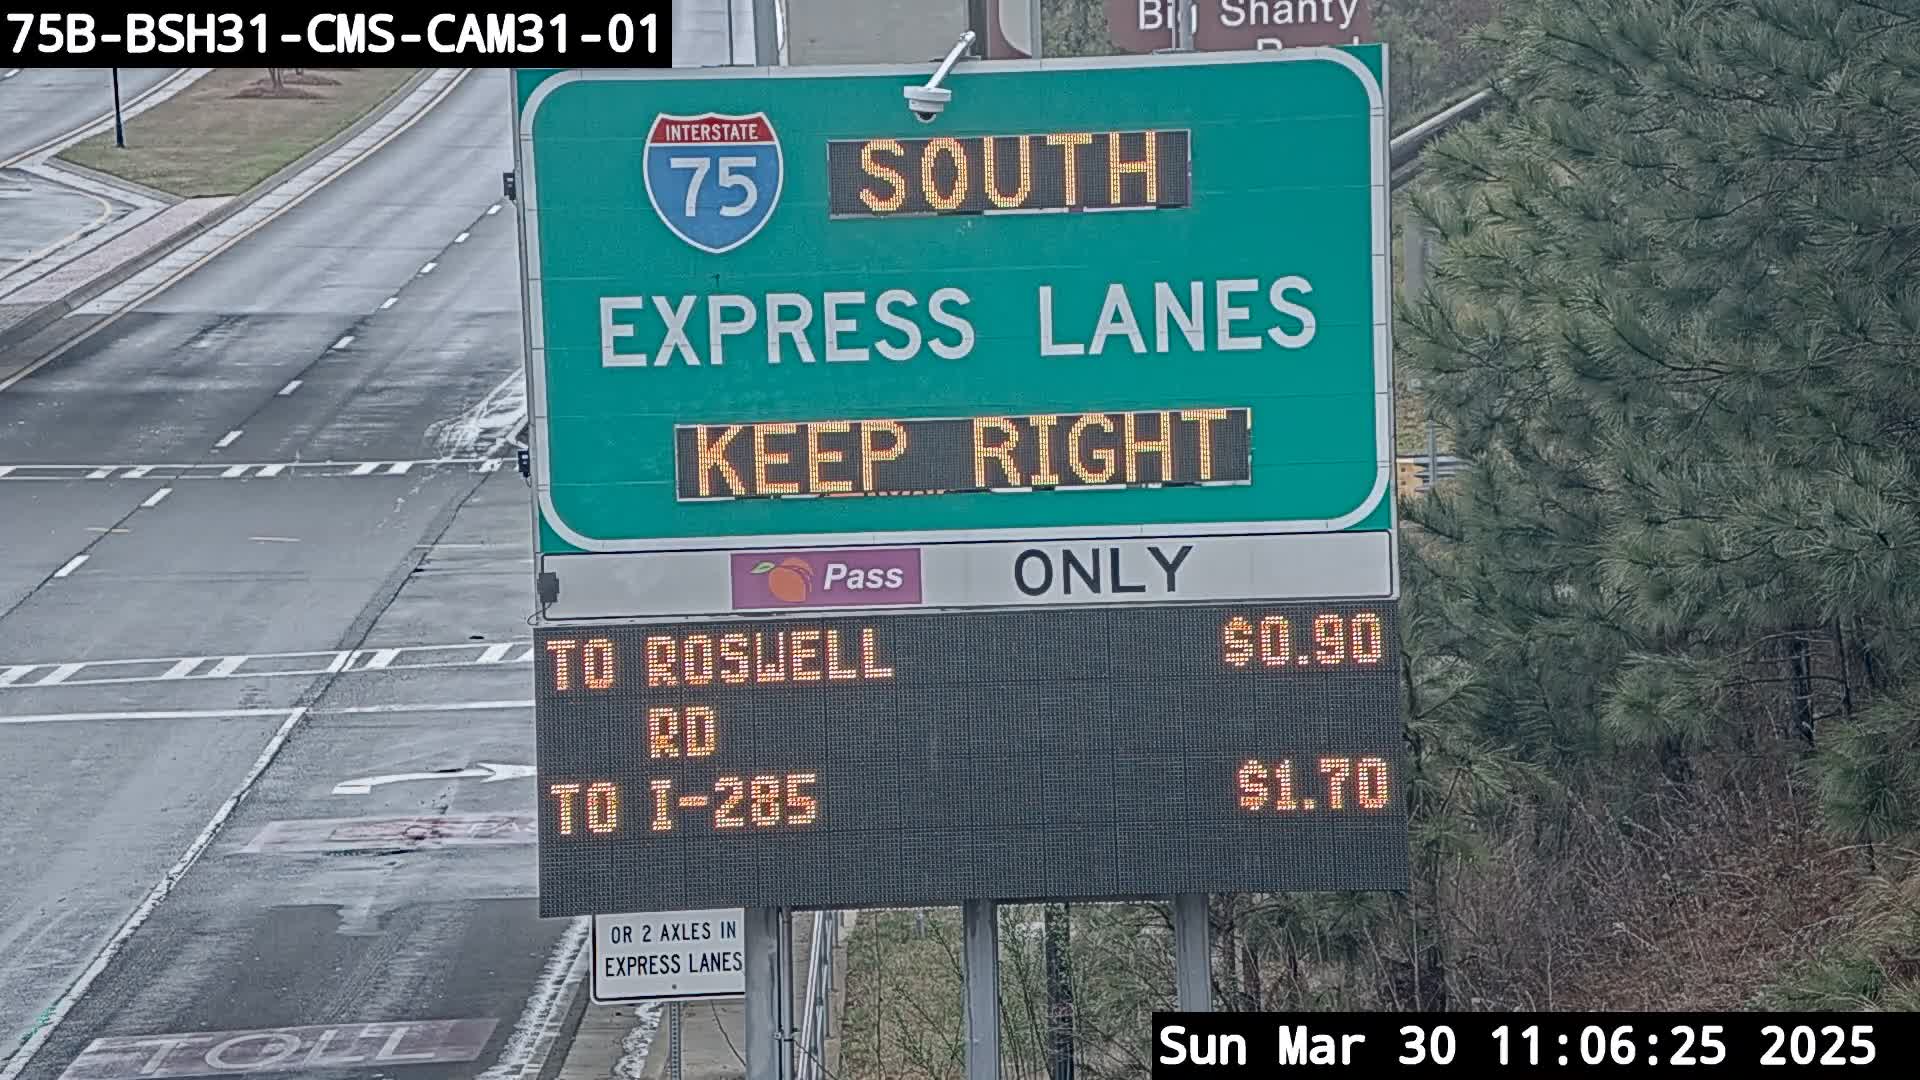 75B-BSH31-CMS-CAM31-01
Big Shanty
INTERSTATE
75
SOUTH
EXPRESS LANES
KEEP RIGHT
Pass
ONLY
TO ROSWELL $0.90
RD
TO I-285 $1.70
OR 2 AXLES IN
EXPRESS LANES
TOLL
Sun Mar 30 11:06:25 2025